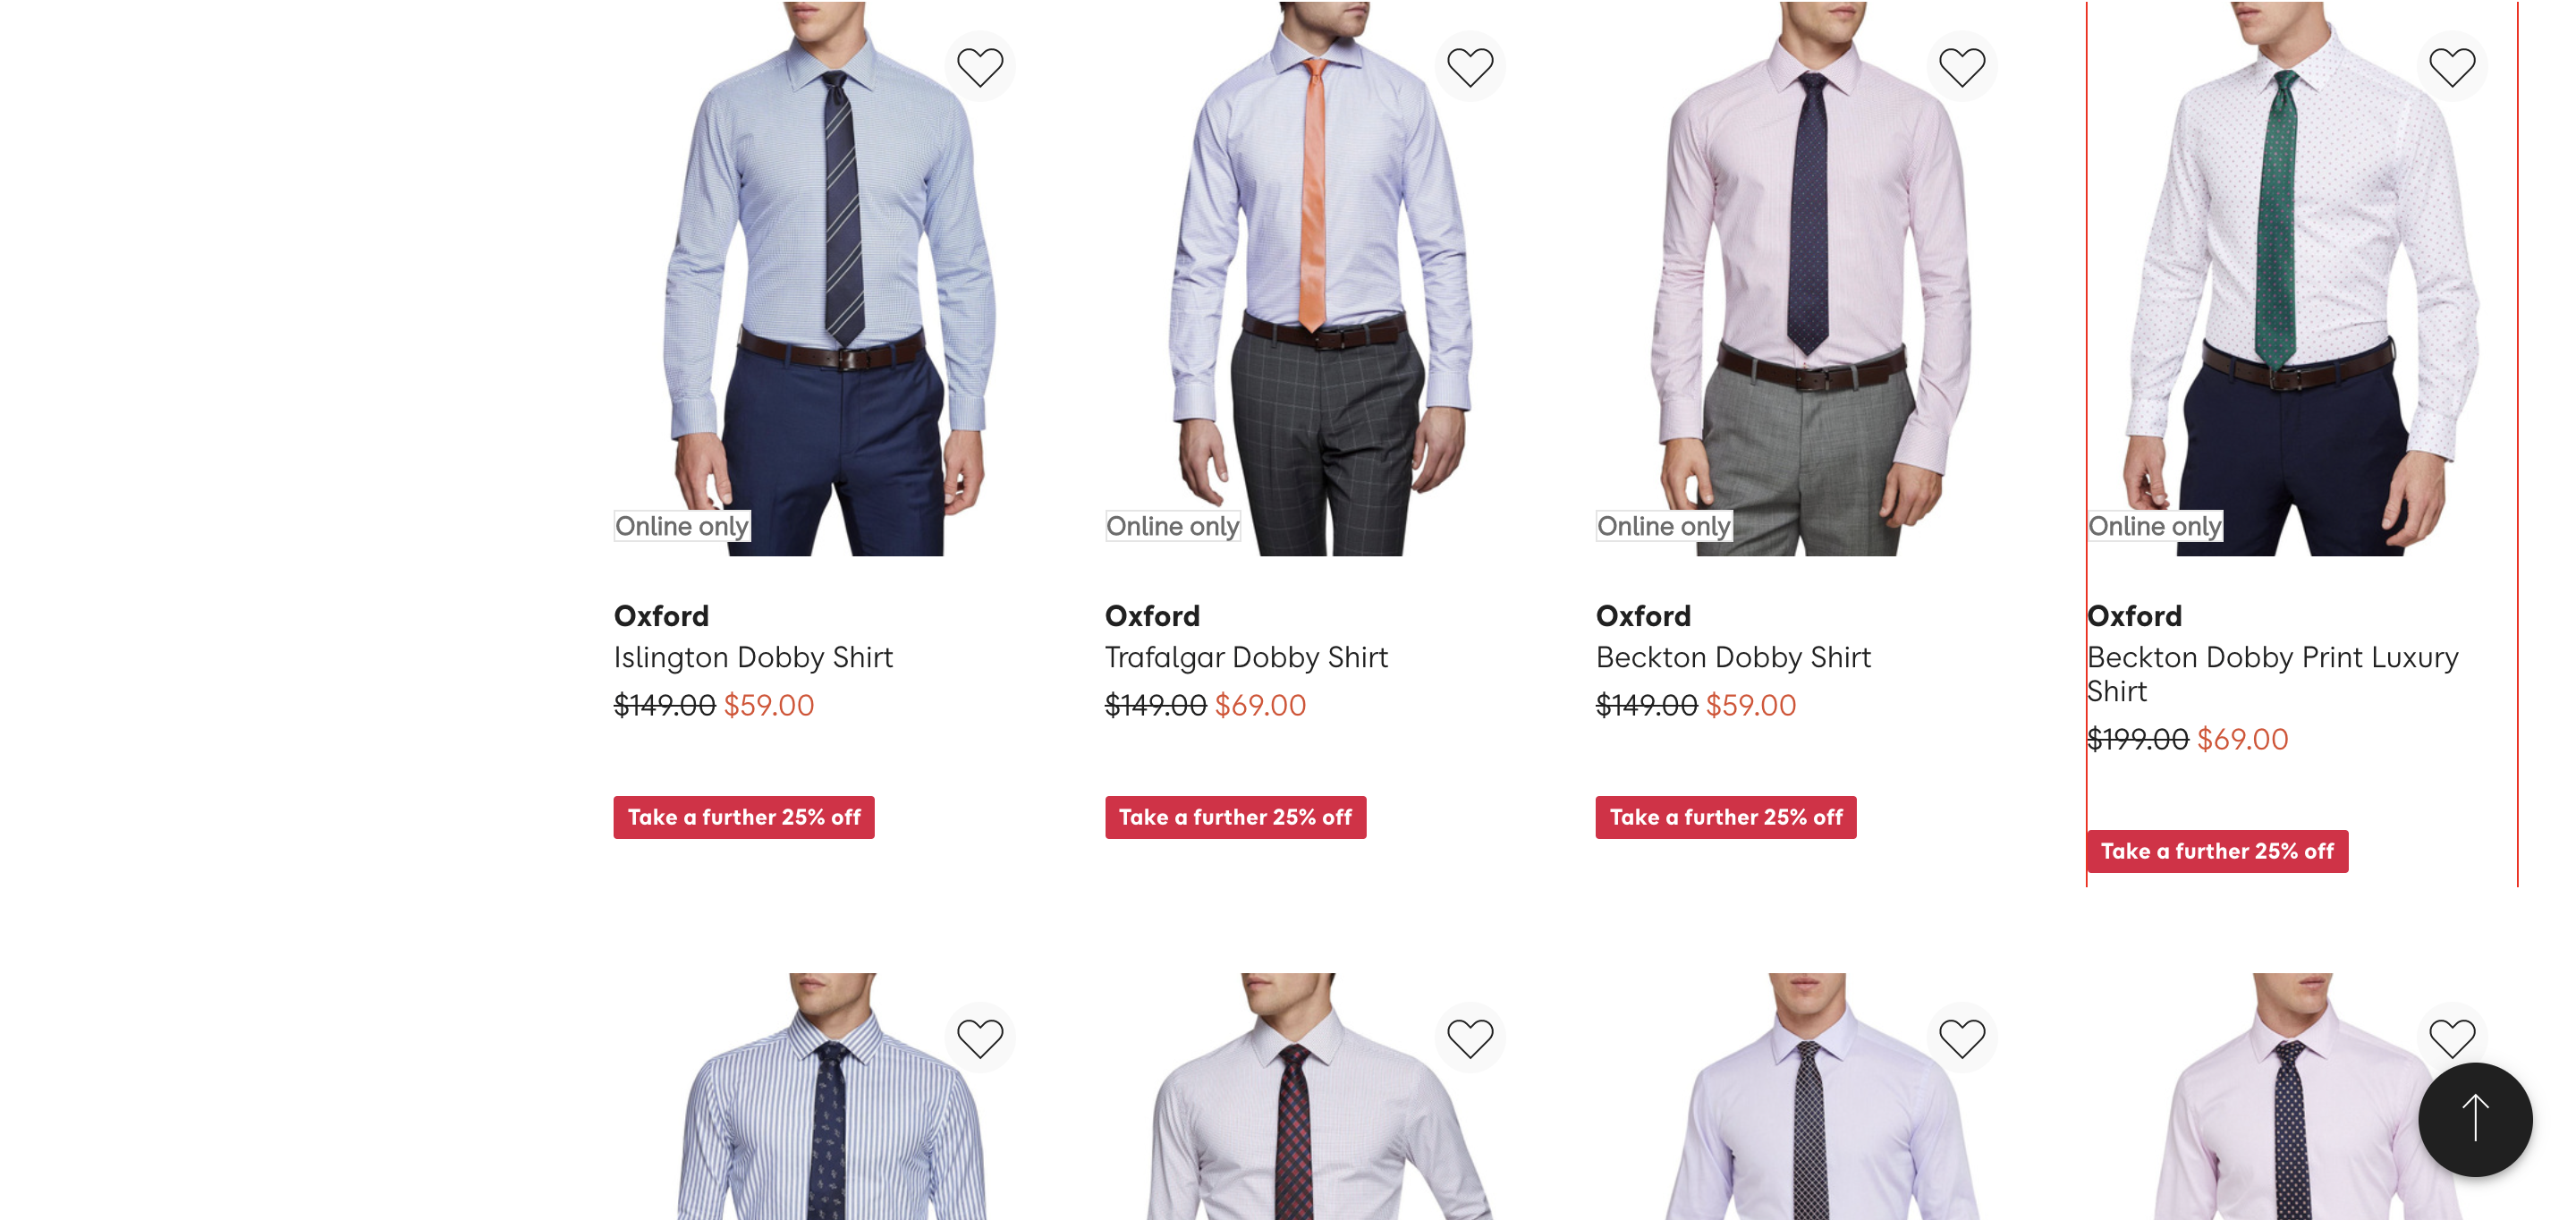 Online only
Online only
Online only
Online only
Oxford
Islington Dobby Shirt
$149.00 $59.00
Take a further 25% off
Oxford
Trafalgar Dobby Shirt
$149.00 $69.00
Take a further 25% off
Oxford
Beckton Dobby Shirt
$149.00 $59.00
Take a further 25% off
Oxford
Beckton Dobby Print Luxury
Shirt
$199.00 $69.00
Take a further 25% off